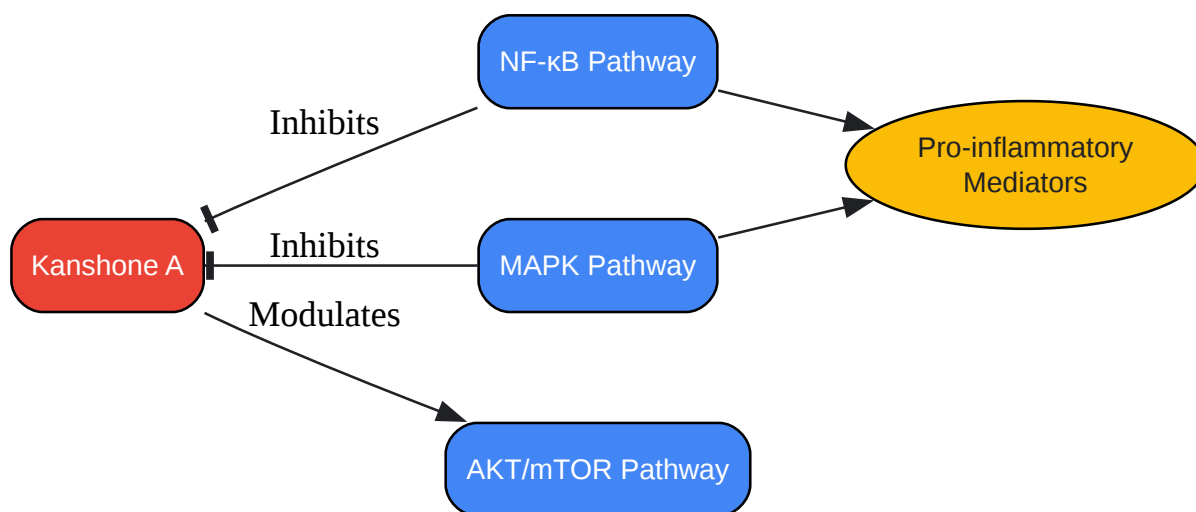 NF-κB Pathway
Inhibits
Pro-inflammatory
Mediators
Kanshone A
Inhibits
MAPK Pathway
Modulates
AKT/mTOR Pathway